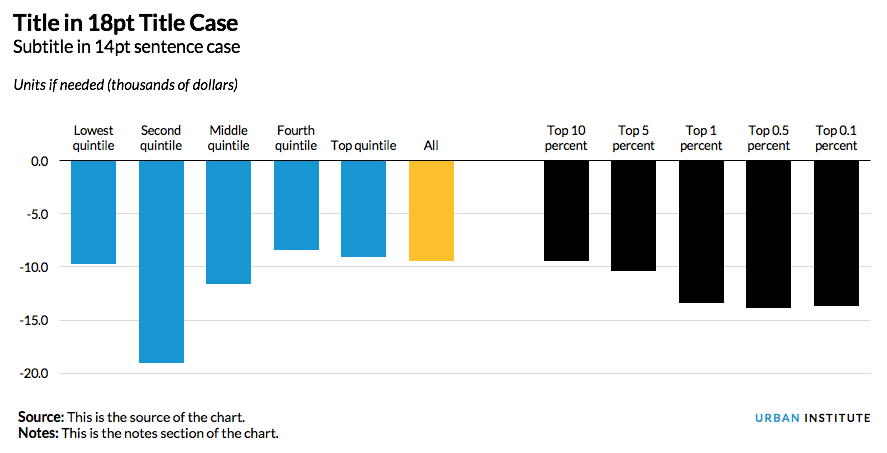 Title in 18pt Title Case
Subtitle in 14pt sentence case
Units if needed (thousands of dollars)
Lowest quintile
Second quintile
Middle quintile
Fourth quintile
Top quintile
All
Top 10 percent
Top 5 percent
Top 1 percent
Top 0.5 percent
Top 0.1 percent
0.0
-5.0
-10.0
-15.0
-20.0
Source: This is the source of the chart.
Notes: This is the notes section of the chart.
URBAN INSTITUTE